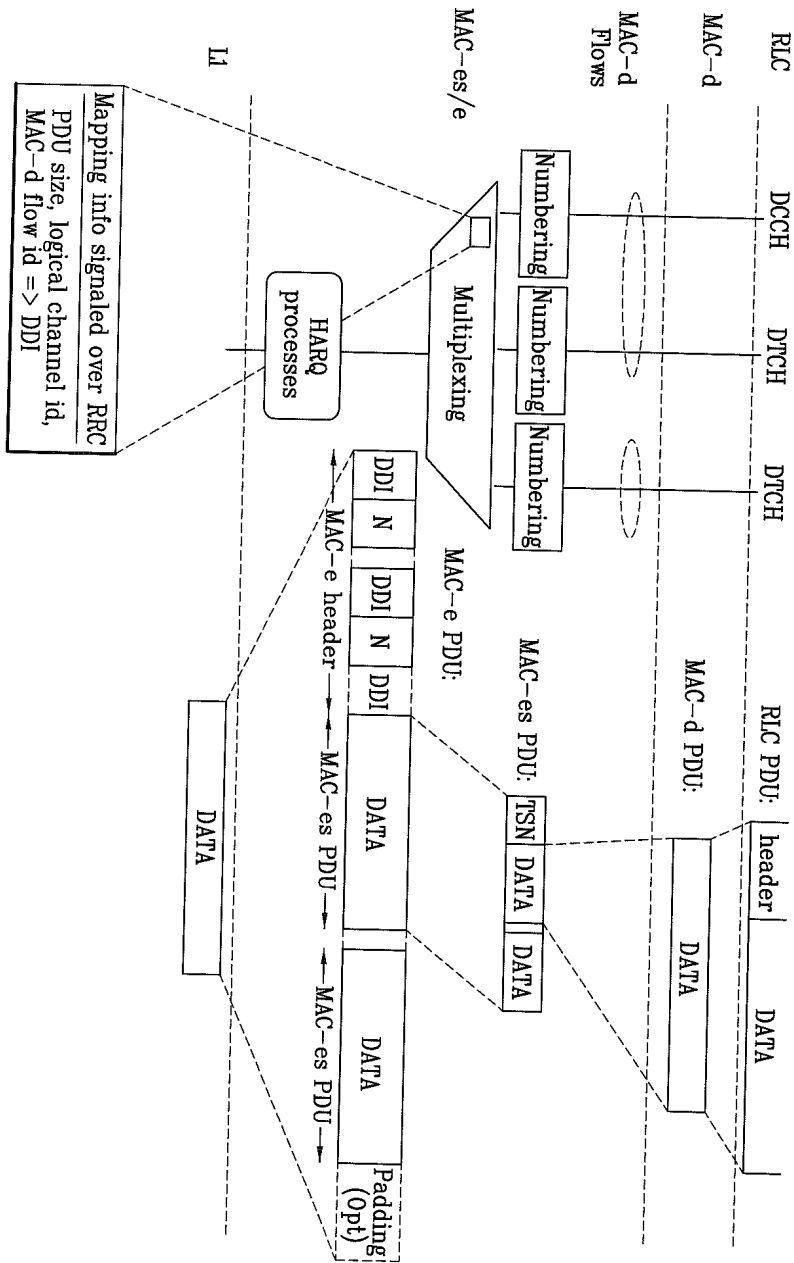 RLC
DCCH
DTCH
DTCH
RLC PDU:
header
DATA
MAC-d
MAC-d PDU:
DATA
MAC-d
Flows
Numbering
Numbering
Numbering
MAC-es PDU:
TSN
DATA
DATA
MAC-es/e
Multiplexing
MAC-e PDU:
DDI
N
DDI
N
DDI
DATA
DATA
Padding
(Opt)
MAC-e header
MAC-es PDU
MAC-es PDU
HARQ
processes
L1
DATA
Mapping info signaled over RRC
PDU size, logical channel id,
MAC-d flow id => DDI